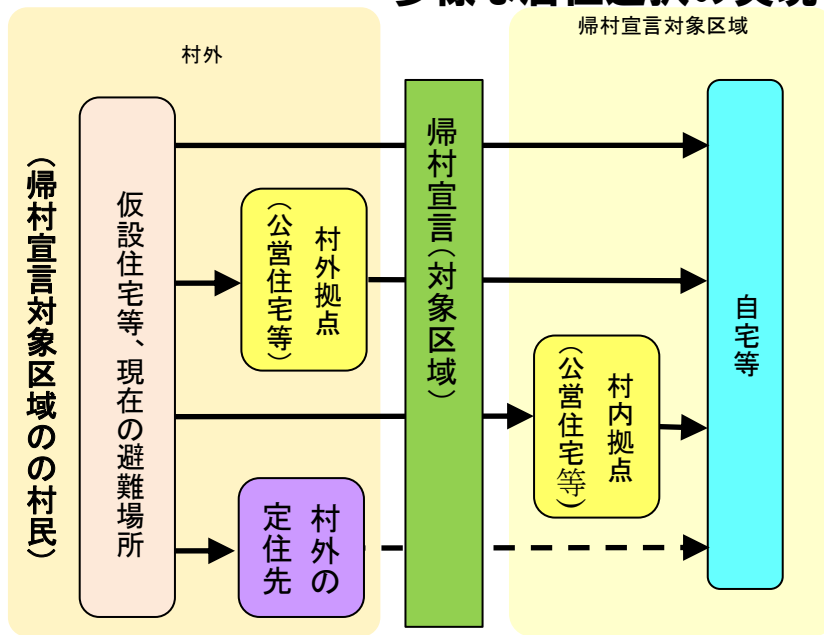 村外
帰村宣言対象区域
（帰村宣言対象区域のの村民）
仮設住宅等、現在の避難場所
村外拠点
（公営住宅等）
村外の
定住先
帰村宣言（対象区域）
村内拠点
（公営住宅等）
自宅等